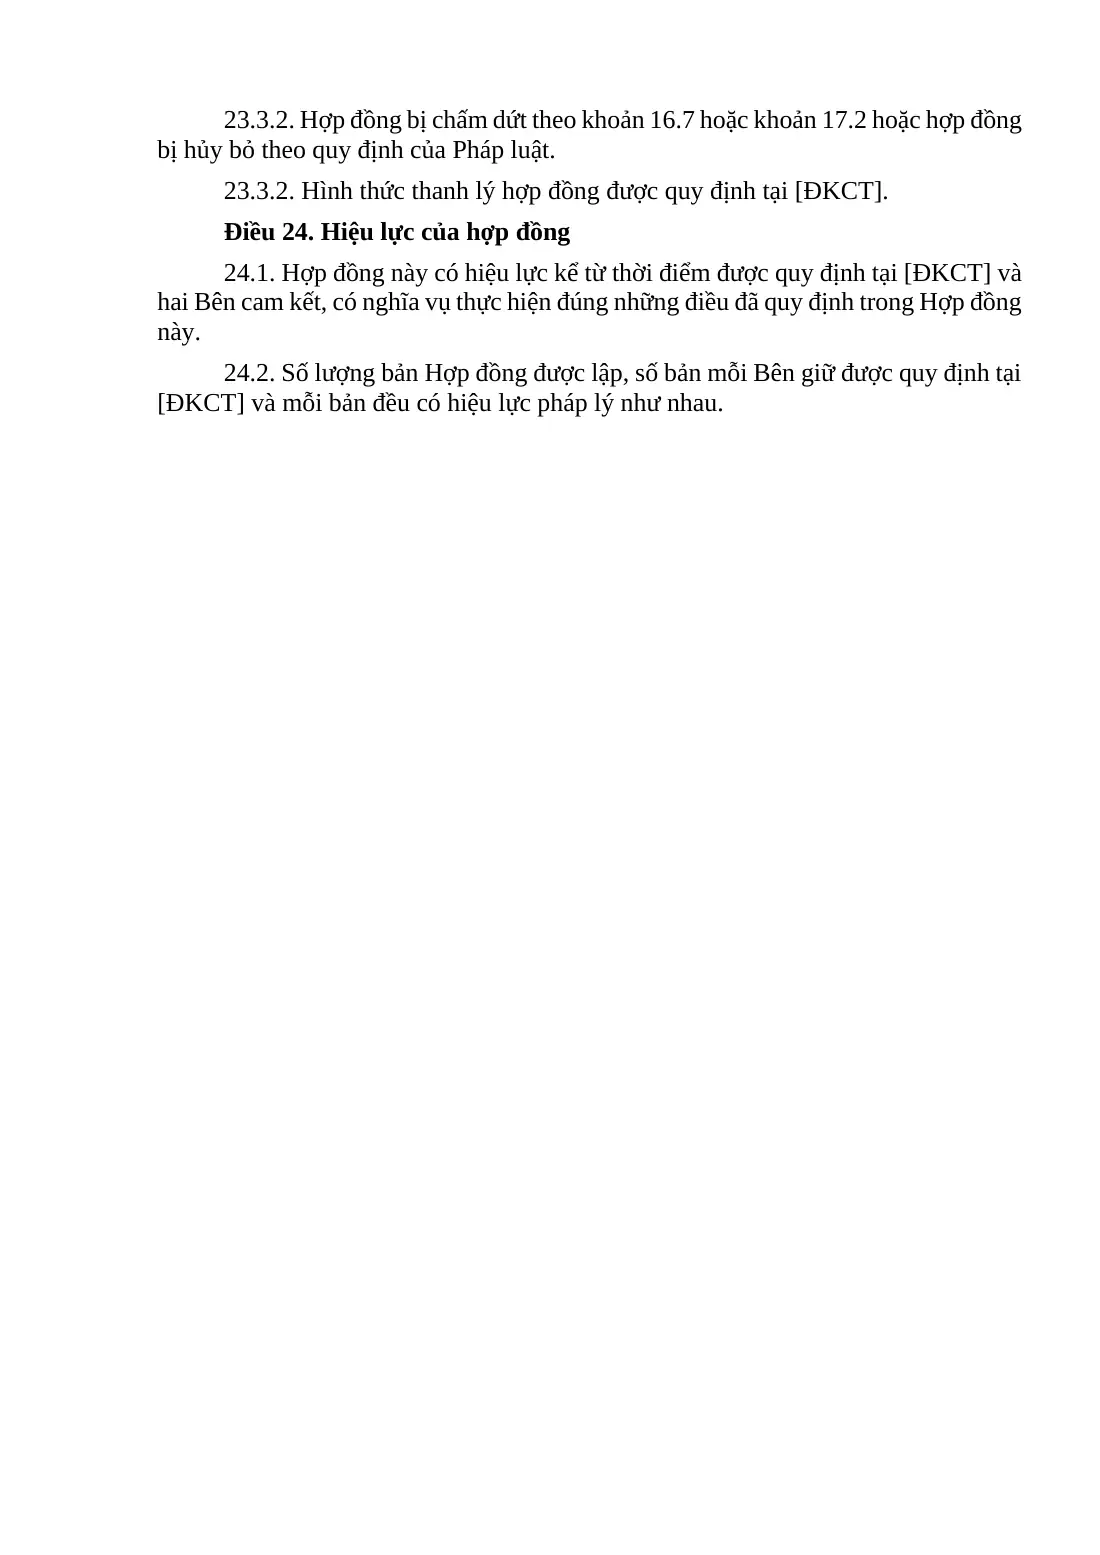 23.3.2. Hợp đồng bị chấm dứt theo khoản 16.7 hoặc khoản 17.2 hoặc hợp đồng
bị hủy bỏ theo quy định của Pháp luật.
23.3.2. Hình thức thanh lý hợp đồng được quy định tại [ĐKCT].
Điều 24. Hiệu lực của hợp đồng
24.1. Hợp đồng này có hiệu lực kể từ thời điểm được quy định tại [ĐKCT] và
hai Bên cam kết, có nghĩa vụ thực hiện đúng những điều đã quy định trong Hợp đồng
này.
24.2. Số lượng bản Hợp đồng được lập, số bản mỗi Bên giữ được quy định tại
[ĐKCT] và mỗi bản đều có hiệu lực pháp lý như nhau.